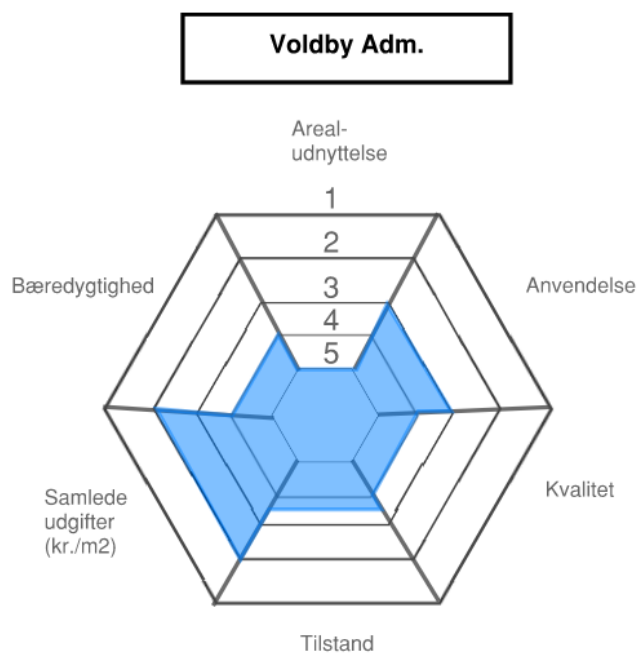 Voldby Adm.
Areal-
udnyttelse
1
2
3
4
5
Bæredygtighed
Anvendelse
Samlede
udgifter
(kr./m2)
Kvalitet
Tilstand